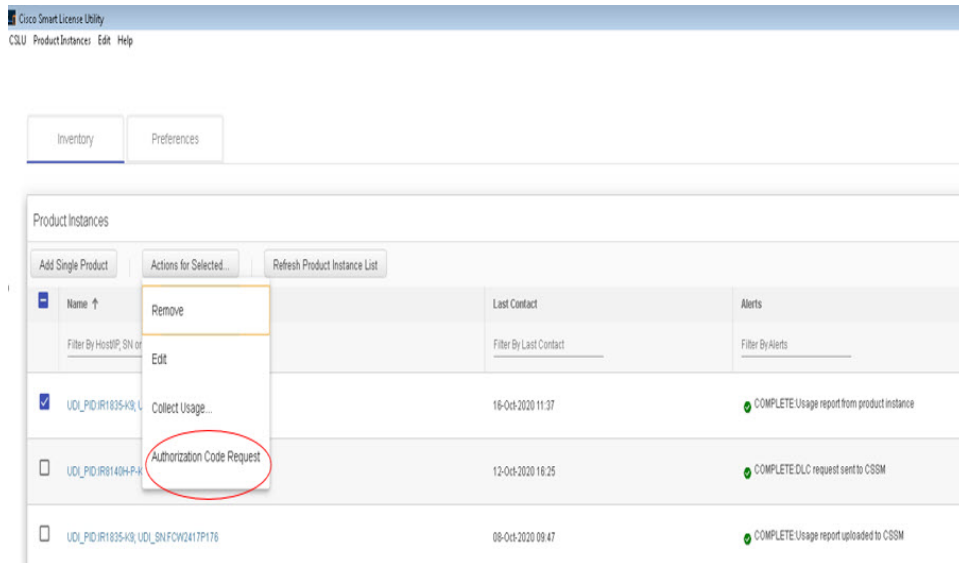 Cisco Smart License Utility
CSLU Product Instances Edit Help
Inventory Preferences
Product Instances
Add Single Product Actions for Selected... Refresh Product Instance List
Name ↑ Last Contact Alerts
Remove
Filter By Host/IP, SN or Filter By Last Contact Filter By Alerts
Edit
UDI_PID:IR1835-K9; U 16-Oct-2020 11:37 COMPLETE:Usage report from product instance
Collect Usage...
Authorization Code Request
UDI_PID:IR8140H-P-K 12-Oct-2020 16:25 COMPLETE:DLC request sent to CSSM
UDI_PID:IR1835-K9; UDI_SN:FCW2417P176 08-Oct-2020 09:47 COMPLETE:Usage report uploaded to CSSM